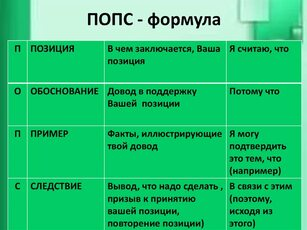 ПОПС - формула
П ПОЗИЦИЯ В чем заключается, Ваша Я считаю, что
позиция
О ОБОСНОВАНИЕ Довод в поддержку Потому что
Вашей позиции
П ПРИМЕР Факты, иллюстрирующие Я могу
твой довод подтвердить
это тем, что
(например)
С СЛЕДСТВИЕ Вывод, что надо сделать , В связи с этим
призыв к принятию (поэтому,
вашей позиции, исходя из
повторение позиции) этого)